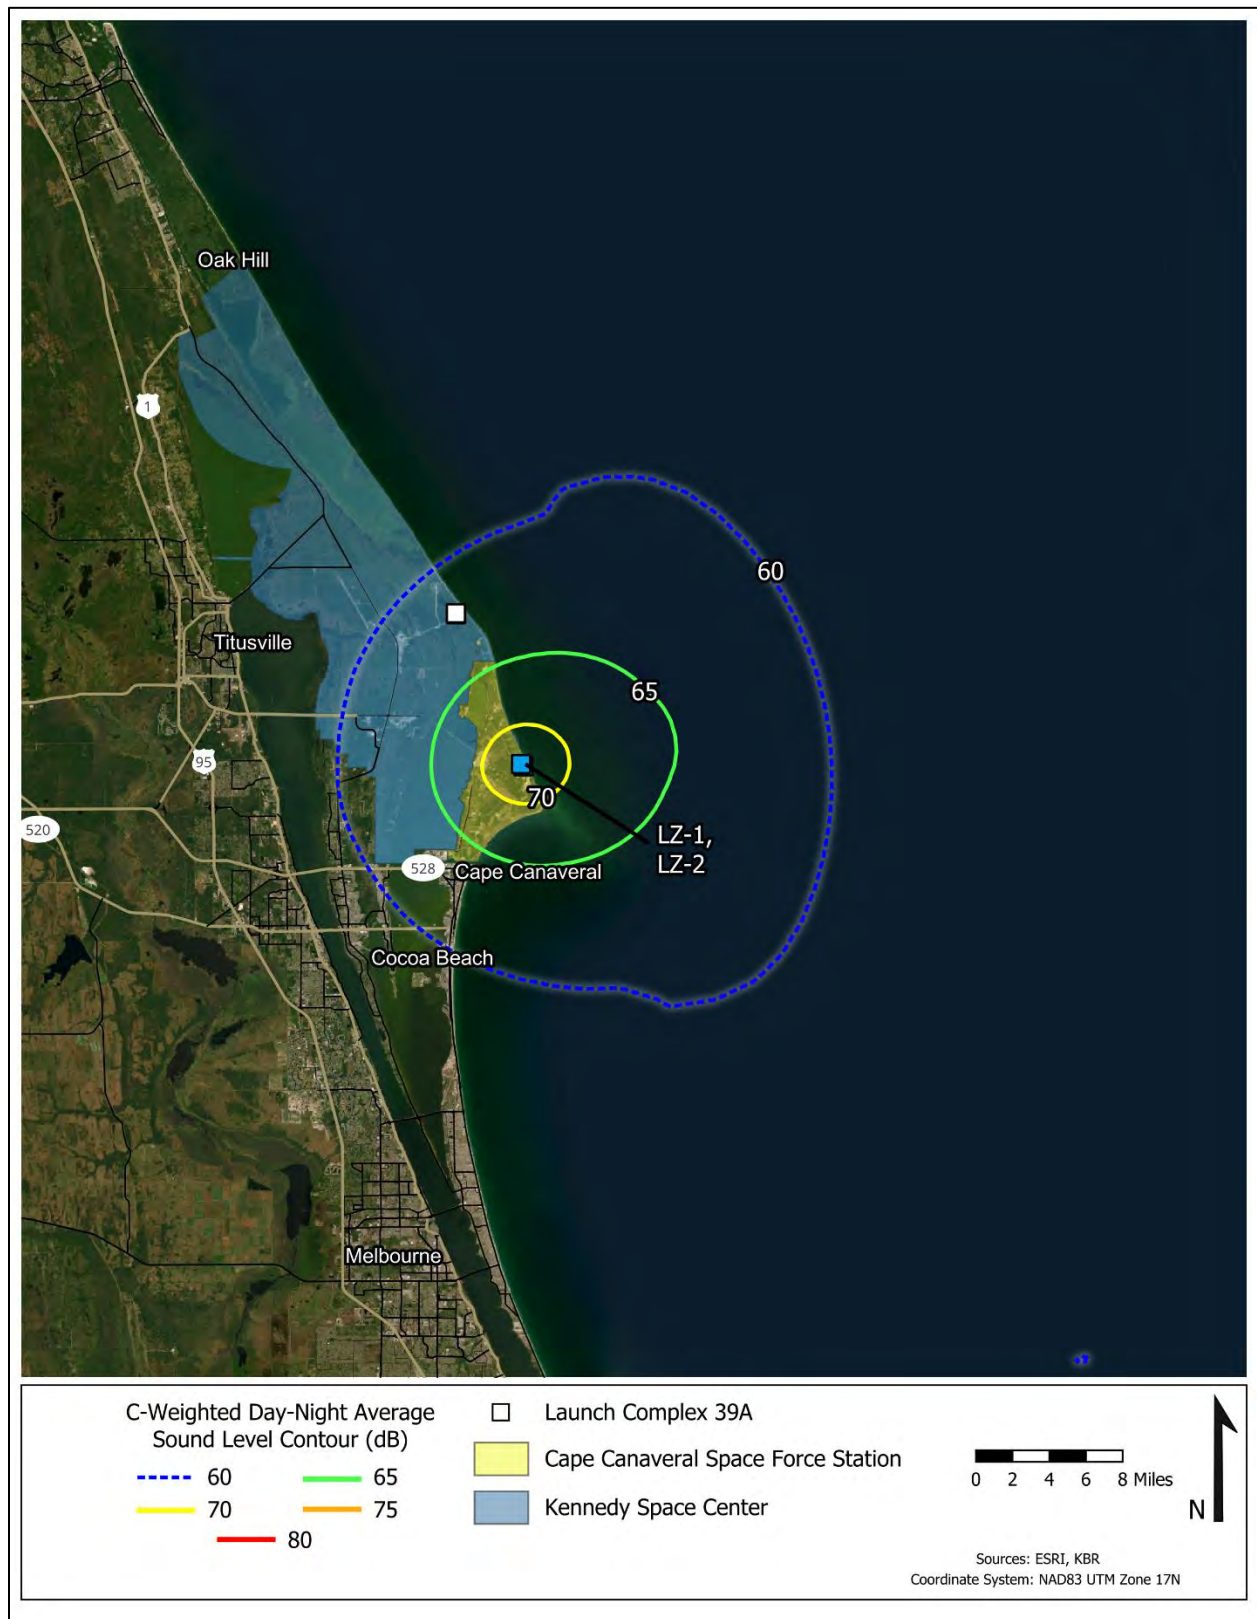 Oak Hill
1
60
Titusville
65
95
70
520
LZ-1,
LZ-2
528
Cape Canaveral
Cocoa Beach
Melbourne
C-Weighted Day-Night Average
Sound Level Contour (dB)
60
65
70
75
80
Launch Complex 39A
Cape Canaveral Space Force Station
Kennedy Space Center
0 2 4 6 8 Miles
N
Sources: ESRI, KBR
Coordinate System: NAD83 UTM Zone 17N